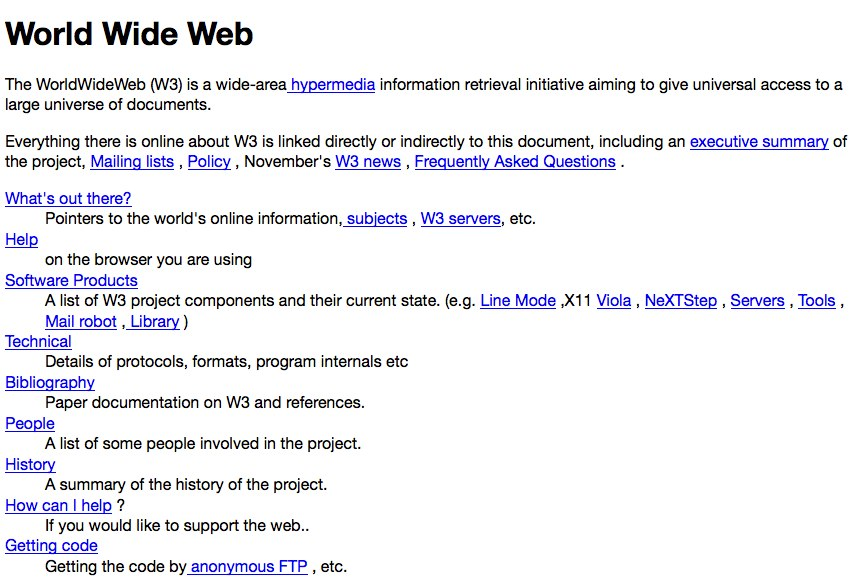 World Wide Web
The WorldWideWeb (W3) is a wide-area hypermedia information retrieval initiative aiming to give universal access to a
large universe of documents.
Everything there is online about W3 is linked directly or indirectly to this document, including an executive summary of
the project, Mailing lists , Policy , November's W3 news , Frequently Asked Questions .
What's out there?
Pointers to the world's online information, subjects , W3 servers, etc.
Help
on the browser you are using
Software Products
A list of W3 project components and their current state. (e.g. Line Mode ,X11 Viola , NeXTStep , Servers , Tools ,
Mail robot , Library )
Technical
Details of protocols, formats, program internals etc
Bibliography
Paper documentation on W3 and references.
People
A list of some people involved in the project.
History
A summary of the history of the project.
How can I help ?
If you would like to support the web..
Getting code
Getting the code by anonymous FTP , etc.